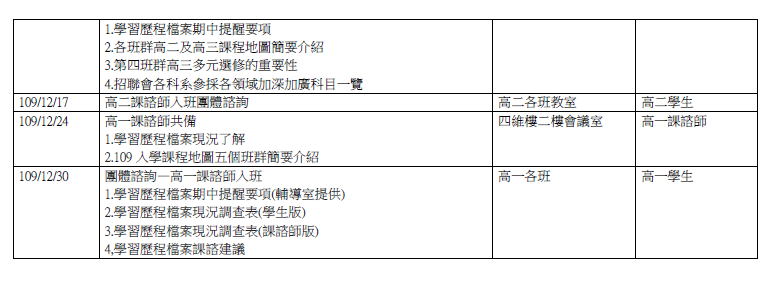 1.學習歷程檔案期中提醒要項
2.各班群高二及高三課程地圖簡要介紹
3.第四班群高三多元選修的重要性
4.招聯會各科系參採各領域加深加廣科目一覽
109/12/17 高二課諮師入班團體諮詢 高二各班教室 高二學生
109/12/24 高一課諮師共備 四維樓二樓會議室 高一課諮師
1.學習歷程檔案現況了解
2.109 入學課程地圖五個班群簡要介紹
109/12/30 團體諮詢—高一課諮師入班 高一各班 高一學生
1.學習歷程檔案期中提醒要項(輔導室提供)
2.學習歷程檔案現況調查表(學生版)
3.學習歷程檔案現況調查表(課諮師版)
4,學習歷程檔案課諮建議